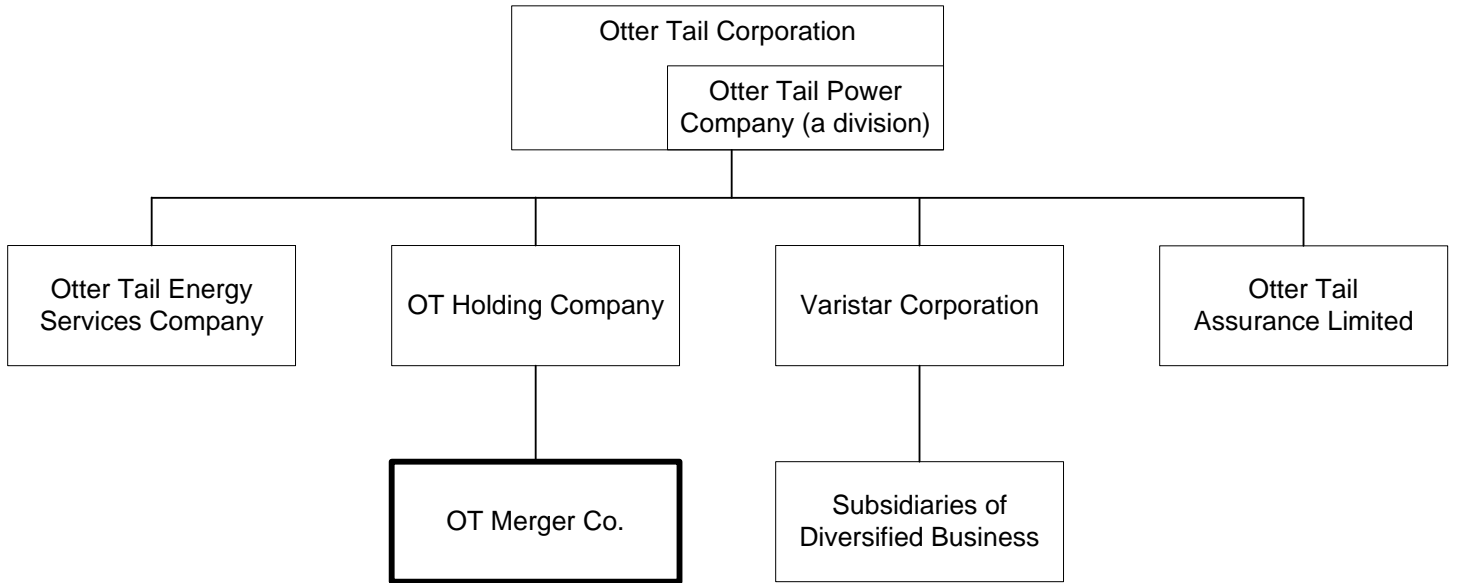 Otter Tail Corporation
Otter Tail Power
Company (a division)
Otter Tail Energy
Services Company
OT Holding Company
Varistar Corporation
Otter Tail
Assurance Limited
OT Merger Co.
Subsidiaries of
Diversified Business